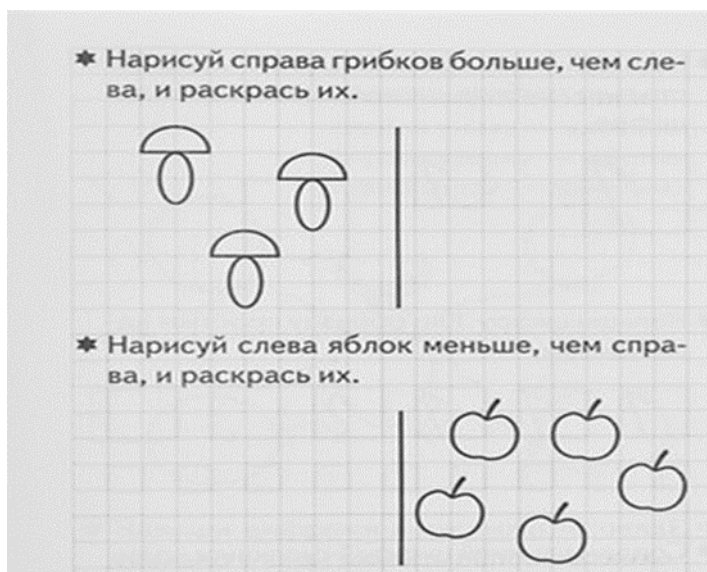 * Нарисуй справа грибков больше, чем сле-
ва, и раскрась их.
* Нарисуй слева яблок меньше, чем спра-
ва, и раскрась их.